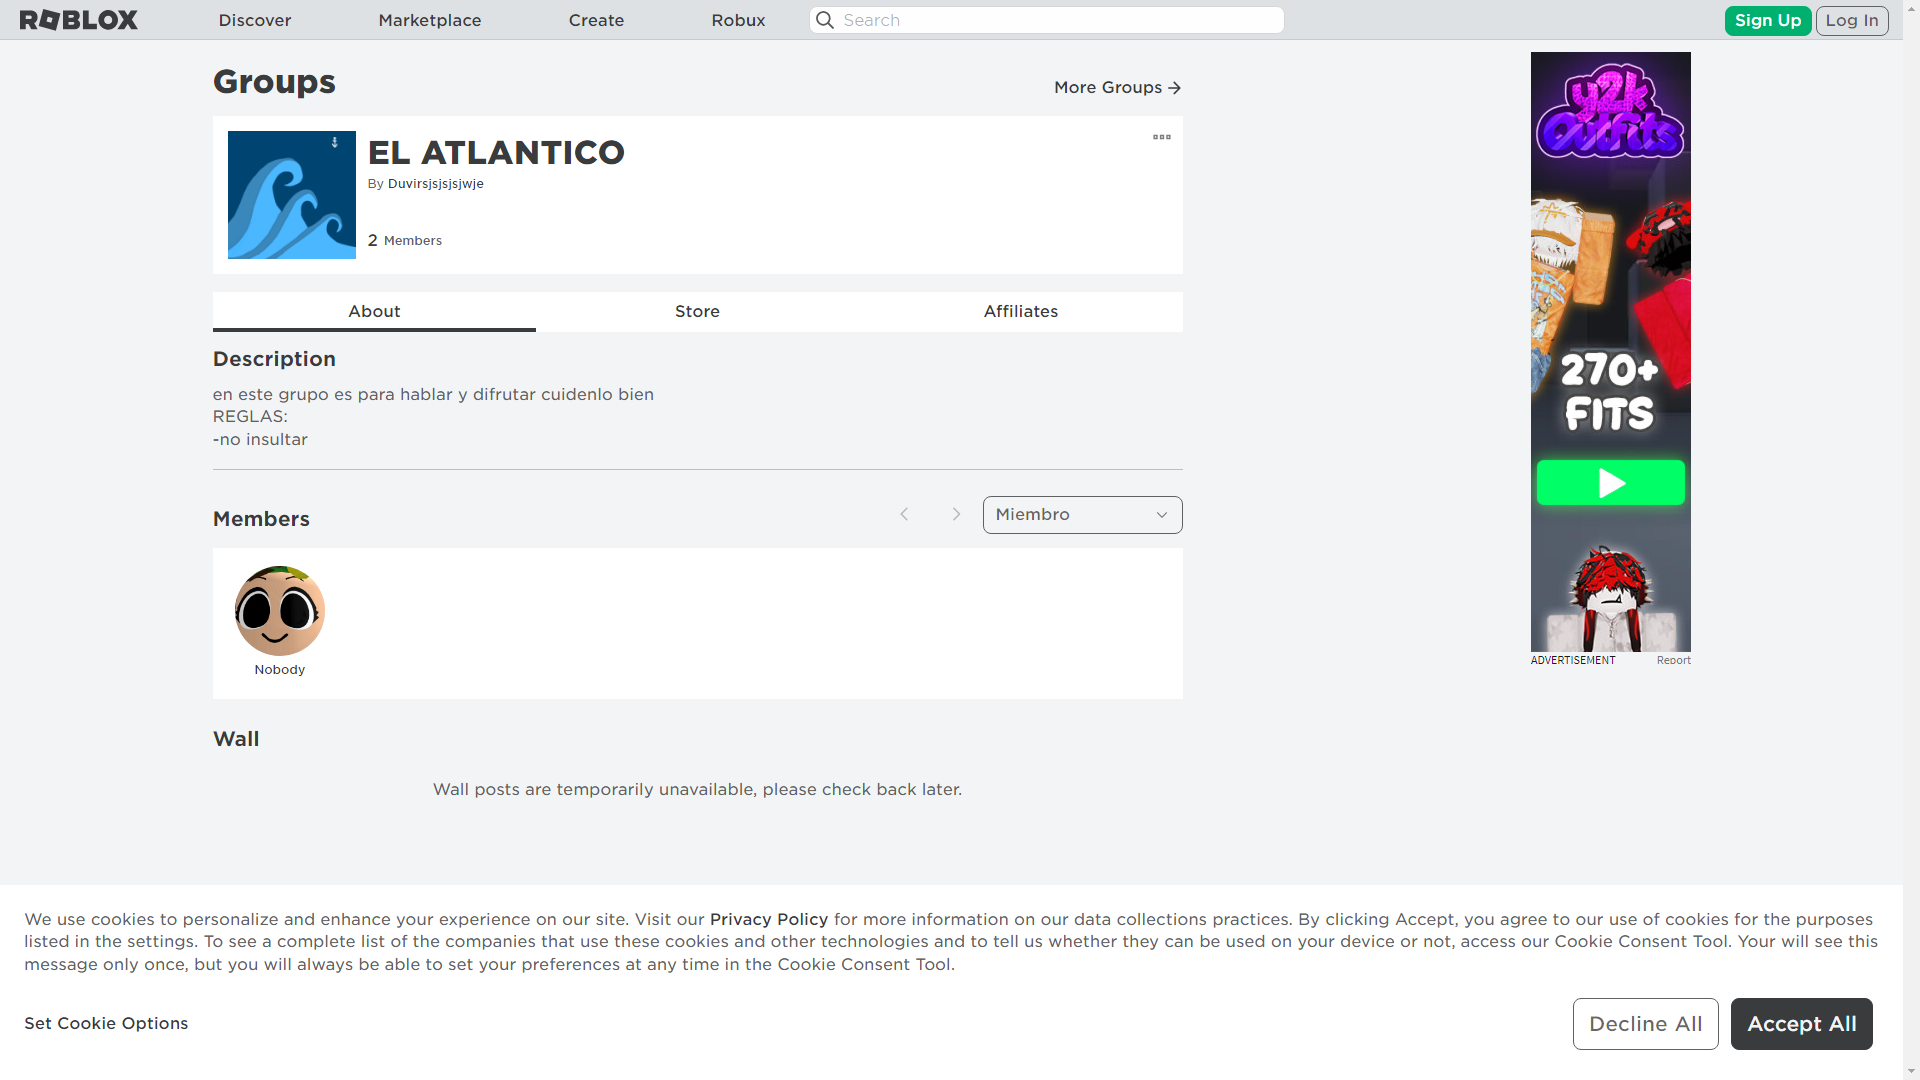 ROBLOX
Discover
Marketplace
Create
Robux
Search
Sign Up
Log In
Groups
More Groups
EL ATLANTICO
By Duvirsjsjsjsjwje
2 Members
About
Store
Affiliates
Description
en este grupo es para hablar y difrutar cuidenlo bien
REGLAS:
-no insultar
Members
Miembro
Nobody
Wall
Wall posts are temporarily unavailable, please check back later.
y2k
Outfits
270+
FITS
ADVERTISEMENT
Report
We use cookies to personalize and enhance your experience on our site. Visit our Privacy Policy for more information on our data collections practices. By clicking Accept, you agree to our use of cookies for the purposes
listed in the settings. To see a complete list of the companies that use these cookies and other technologies and to tell us whether they can be used on your device or not, access our Cookie Consent Tool. Your will see this
message only once, but you will always be able to set your preferences at any time in the Cookie Consent Tool.
Set Cookie Options
Decline All
Accept All